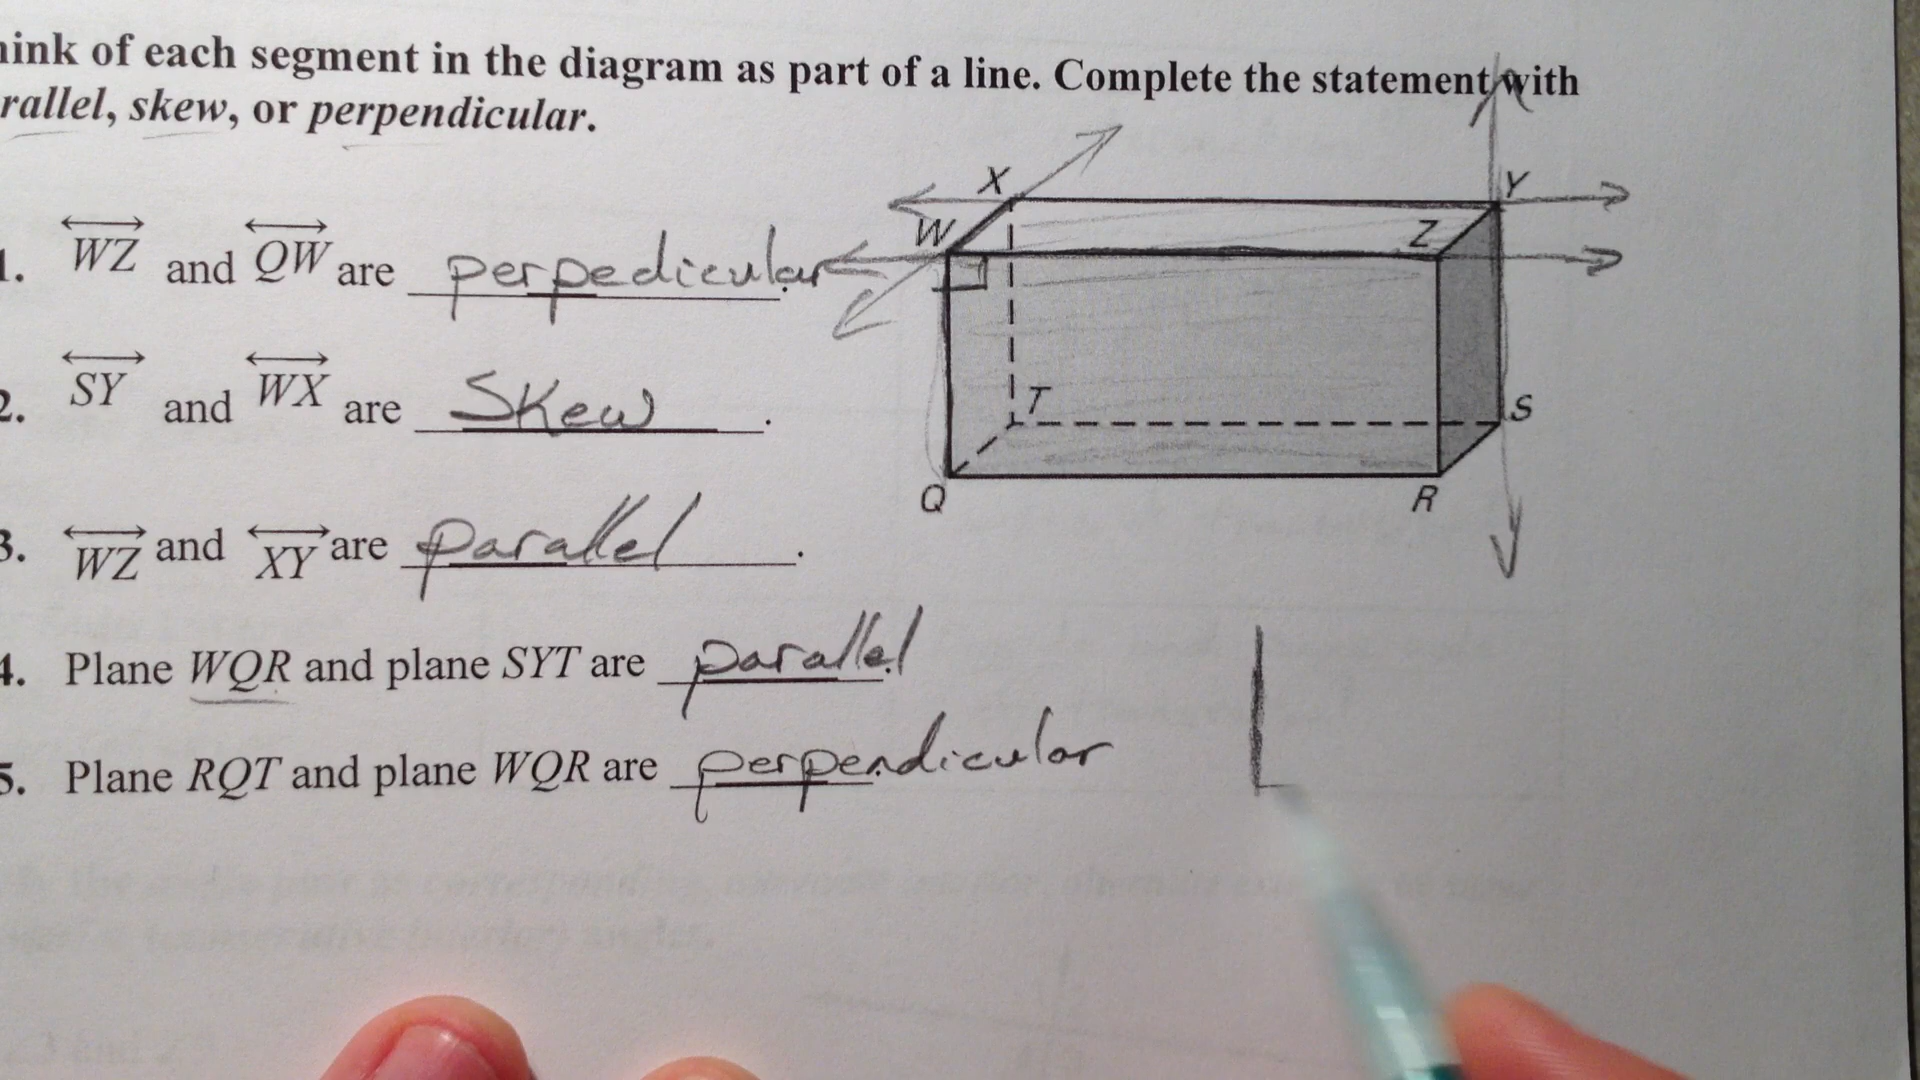 hink of each segment in the diagram as part of a line. Complete the statement with
rallel, skew, or perpendicular.
1. WZ and QW are perpedicular.
2. SY and WX are Skew.
3. WZ and XY are parallel.
4. Plane WQR and plane SYT are parallel.
5. Plane RQT and plane WQR are perpendicular
X Y
W Z
T S
Q R